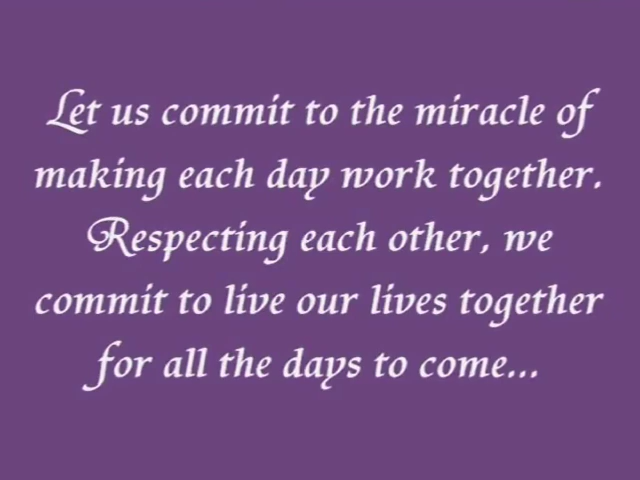 Let us commit to the miracle of
making each day work together.
Respecting each other, we
commit to live our lives together
for all the days to come...